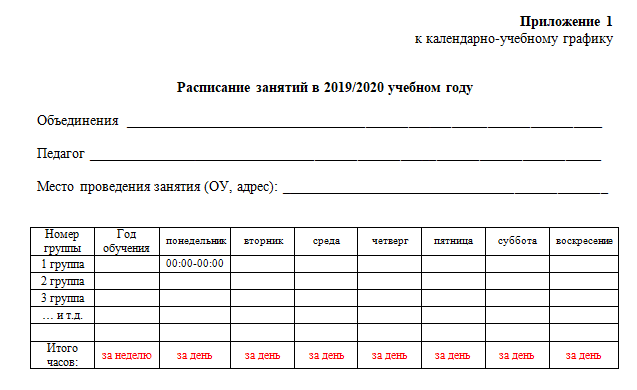 Приложение 1
к календарно-учебному графику
Расписание занятий в 2019/2020 учебном году
Объединения
Педагог
Место проведения занятия (ОУ, адрес):
Номер группы Год обучения понедельник вторник среда четверг пятница суббота воскресение
1 группа 00:00-00:00
2 группа
3 группа
... и т.д.
Итого часов: за неделю за день за день за день за день за день за день за день